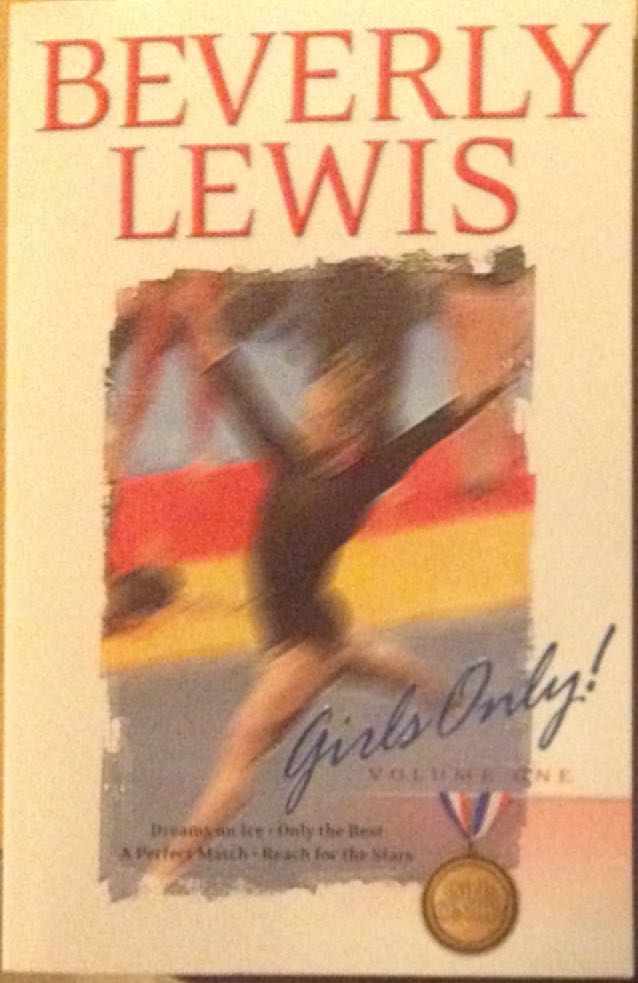 BEVERLY
LEWIS
Girls Only!
VOLUME ONE
Dreams on Ice • Only the Best
A Perfect Match • Reach for the Stars